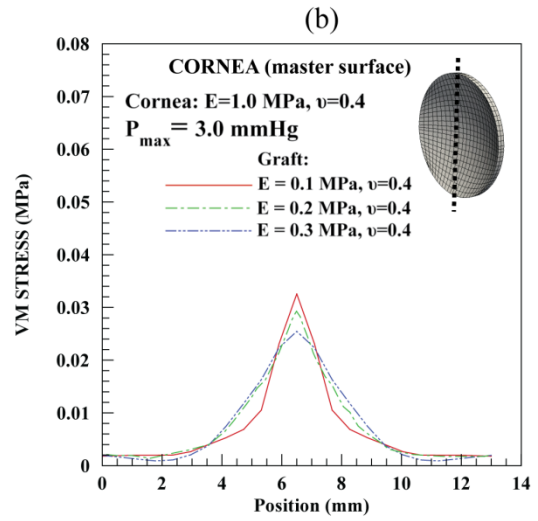 (b)
0.08
0.07
0.06
0.05
0.04
0.03
0.02
0.01
0
VM STRESS (MPa)
CORNEA (master surface)
Cornea: E=1.0 MPa, υ=0.4
Pmax= 3.0 mmHg
Graft:
E = 0.1 MPa, υ=0.4
E = 0.2 MPa, υ=0.4
E = 0.3 MPa, υ=0.4
0 2 4 6 8 10 12 14
Position (mm)